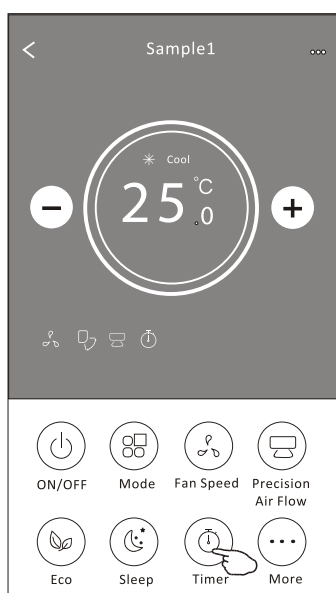 Sample1
Cool
25.0 °C
ON/OFF Mode Fan Speed Precision Air Flow
Eco Sleep Timer More